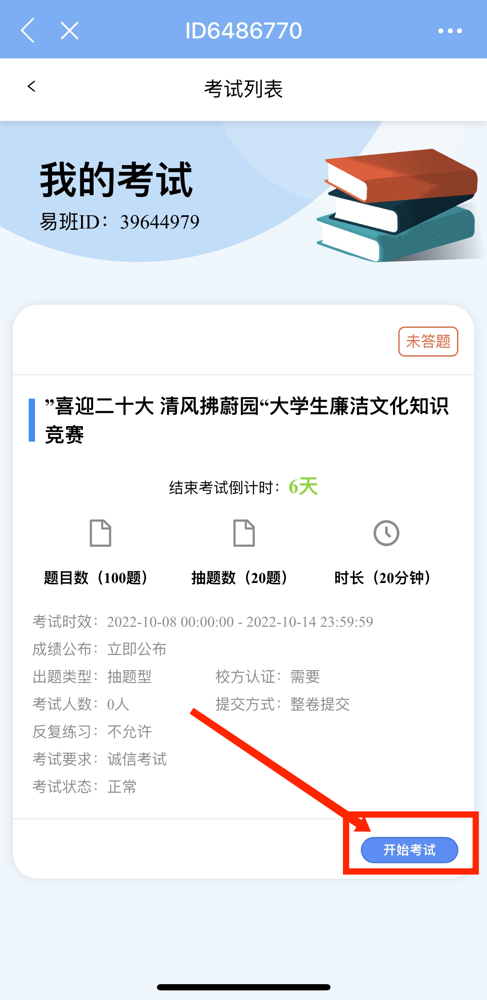 ID6486770
考试列表
我的考试
易班ID：39644979
未答题
”喜迎二十大 清风拂蔚园“大学生廉洁文化知识
竞赛
结束考试倒计时：6天
题目数（100题） 抽题数（20题） 时长（20分钟）
考试时效：2022-10-08 00:00:00 - 2022-10-14 23:59:59
成绩公布：立即公布
出题类型：抽题型 校方认证：需要
考试人数：0人 提交方式：整卷提交
反复练习：不允许
考试要求：诚信考试
考试状态：正常
开始考试